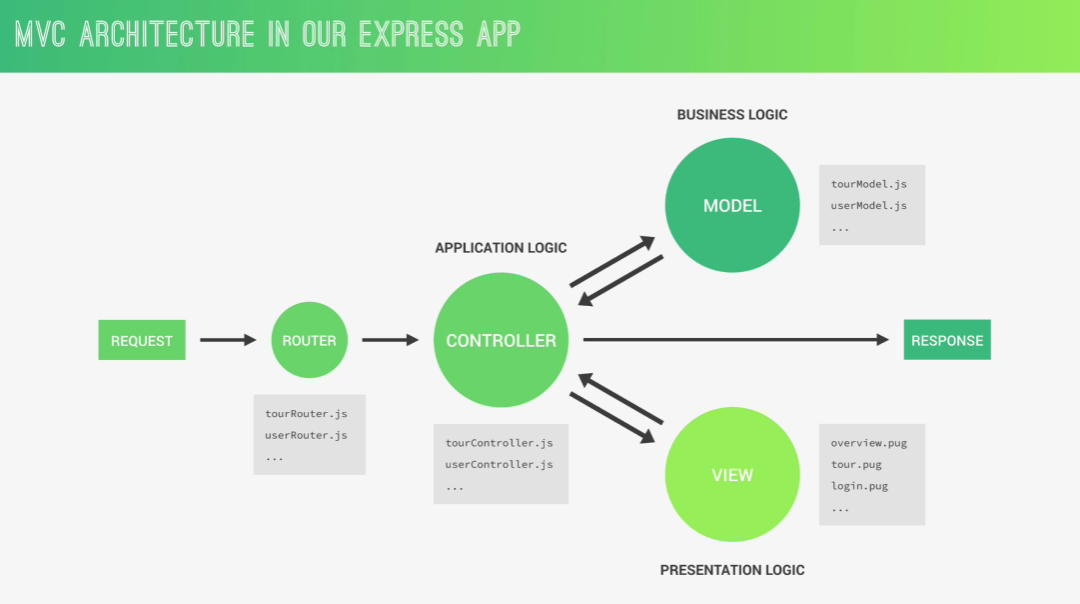 MVC ARCHITECTURE IN OUR EXPRESS APP
BUSINESS LOGIC
MODEL
tourModel.js
userModel.js
...
APPLICATION LOGIC
REQUEST
ROUTER
CONTROLLER
RESPONSE
tourRouter.js
userRouter.js
...
tourController.js
userController.js
...
VIEW
overview.pug
tour.pug
login.pug
...
PRESENTATION LOGIC